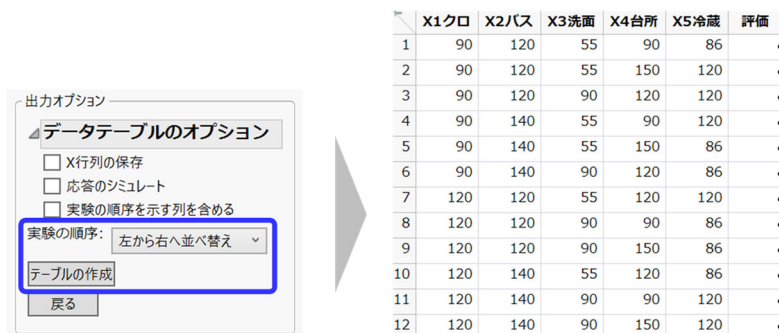 出力オプション
データテーブルのオプション
X行列の保存
応答のシミュレート
実験の順序を示す列を含める
実験の順序: 左から右へ並べ替え
テーブルの作成
戻る
X1クロ X2バス X3洗面 X4台所 X5冷蔵 評価
1 90 120 55 90 86
2 90 120 55 150 120
3 90 120 90 120 120
4 90 140 55 90 120
5 90 140 55 150 86
6 90 140 90 120 86
7 120 120 55 120 120
8 120 120 90 90 86
9 120 120 90 150 86
10 120 140 55 120 86
11 120 140 90 90 120
12 120 140 90 150 120